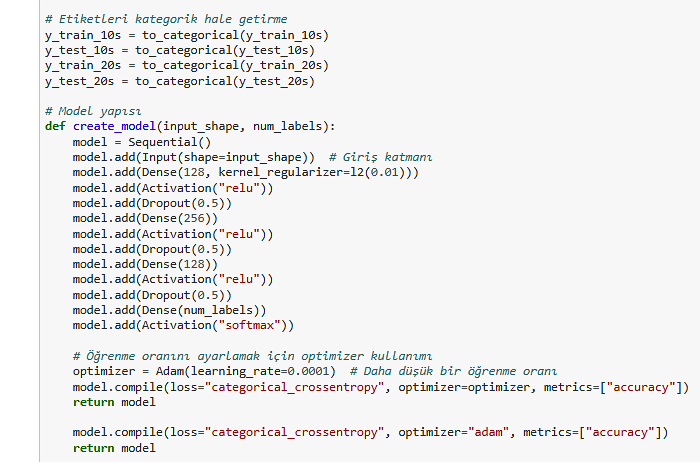 # Etiketleri kategorik hale getirme
y_train_10s = to_categorical(y_train_10s)
y_test_10s = to_categorical(y_test_10s)
y_train_20s = to_categorical(y_train_20s)
y_test_20s = to_categorical(y_test_20s)

# Model yapısı
def create_model(input_shape, num_labels):
    model = Sequential()
    model.add(Input(shape=input_shape))  # Giriş katmanı
    model.add(Dense(128, kernel_regularizer=l2(0.01)))
    model.add(Activation("relu"))
    model.add(Dropout(0.5))
    model.add(Dense(256))
    model.add(Activation("relu"))
    model.add(Dropout(0.5))
    model.add(Dense(128))
    model.add(Activation("relu"))
    model.add(Dropout(0.5))
    model.add(Dense(num_labels))
    model.add(Activation("softmax"))

    # Öğrenme oranını ayarlamak için optimizer kullanımı
    optimizer = Adam(learning_rate=0.0001)  # Daha düşük bir öğrenme oranı
    model.compile(loss="categorical_crossentropy", optimizer=optimizer, metrics=["accuracy"])
    return model

    model.compile(loss="categorical_crossentropy", optimizer="adam", metrics=["accuracy"])
    return model